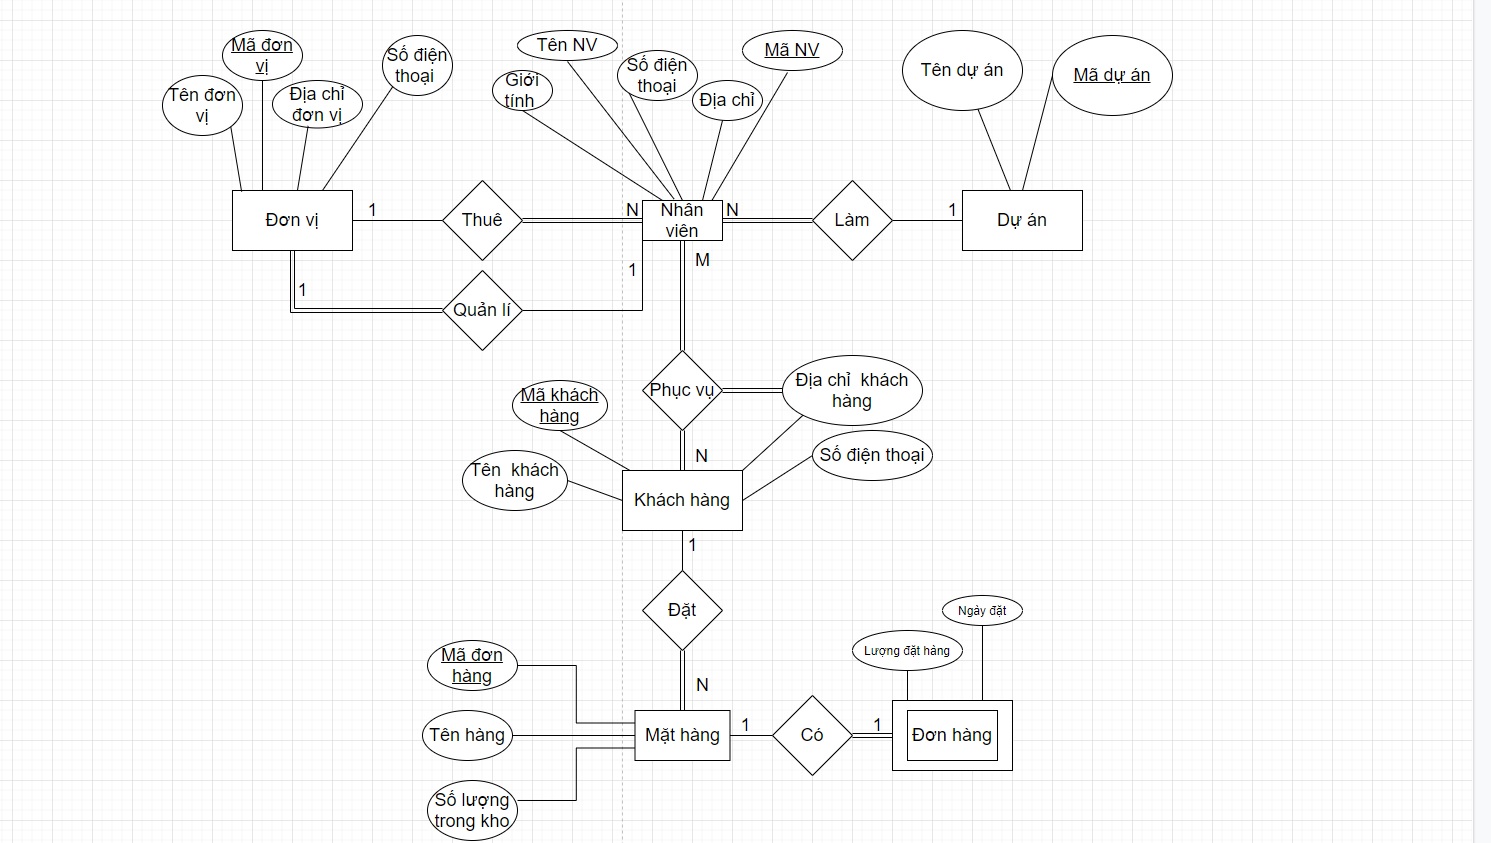 Mã đơn
vị
Số điện
thoại
Tên đơn
vị
Địa chỉ
đơn vị
Tên NV
Số điện
thoại
Mã NV
Giới
tính
Địa chỉ
Tên dự án
Mã dự án
Đơn vị
1
Thuê
N
Nhân
viên
N
Làm
1
Dự án
1
Quản lí
1
M
Phục vụ
Địa chỉ khách
hàng
Mã khách
hàng
Số điện thoại
N
Tên khách
hàng
Khách hàng
1
Đặt
N
Ngày đặt
Lượng đặt hàng
Mã đơn
hàng
Tên hàng
Mặt hàng
1
Có
1
Đơn hàng
Số lượng
trong kho